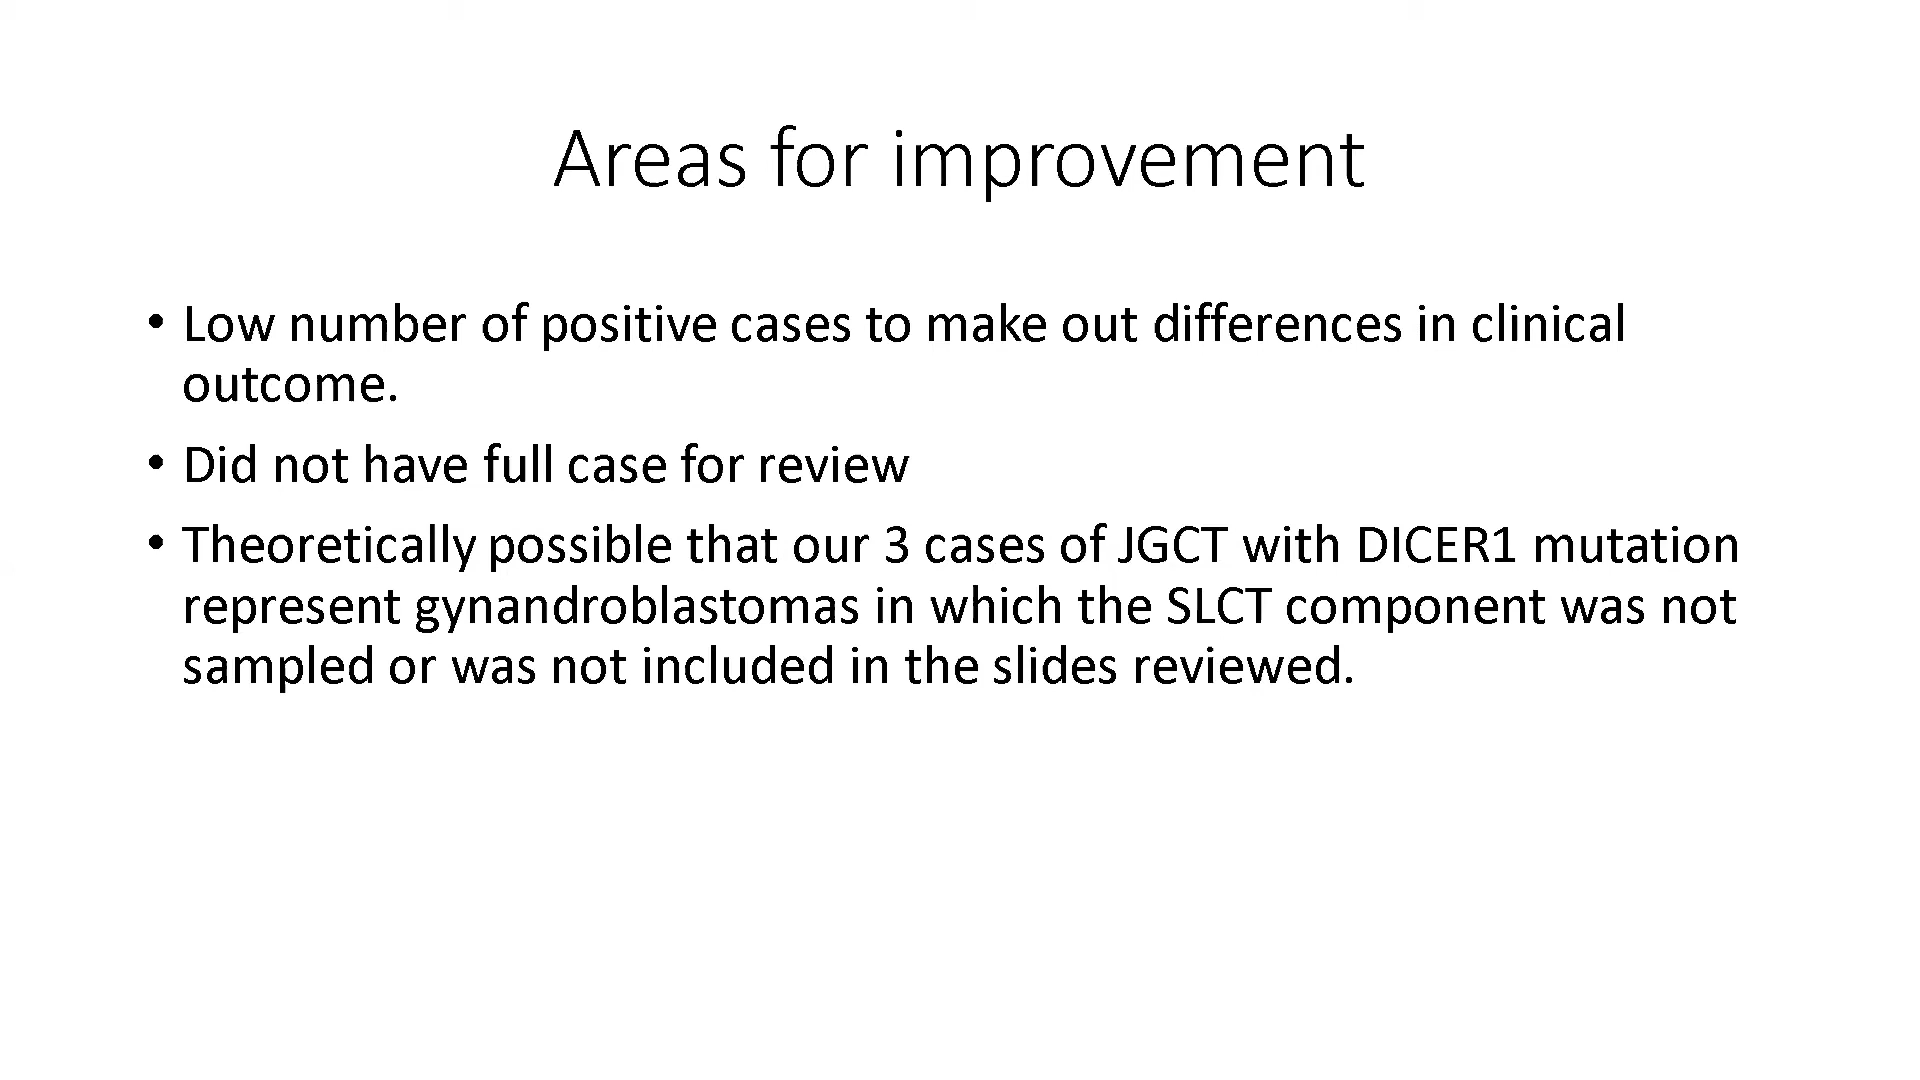 Areas for improvement
• Low number of positive cases to make out differences in clinical
outcome.
• Did not have full case for review
• Theoretically possible that our 3 cases of JGCT with DICER1 mutation
represent gynandroblastomas in which the SLCT component was not
sampled or was not included in the slides reviewed.